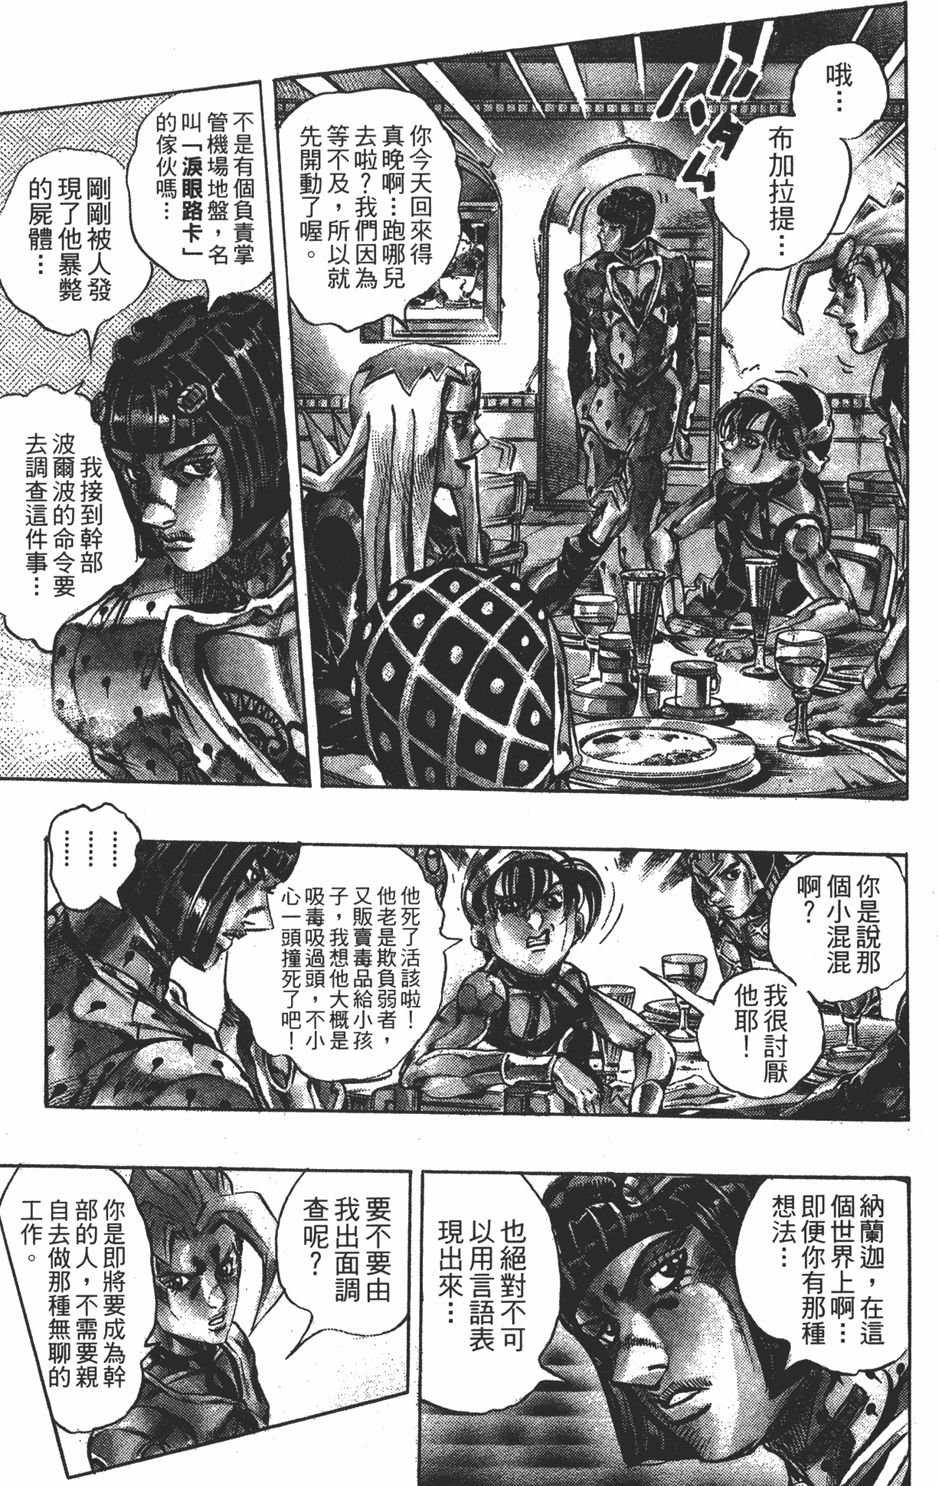 哦…
布加拉提…
你今天回來得
真晚啊…跑哪兒
去啦?我們因為
等不及,所以就
先開動了喔。
不是有個負責掌
管機場地盤,名
叫「淚眼路卡」
的傢伙嗎…
剛剛被人發
現了他暴斃
的屍體…
我接到幹部
波爾波的命令要
去調查這件事…
你是說那
個小混混
啊?
我很討厭
他耶!
他死了活該啦!
他老是欺負弱者,
又販賣毒品給小孩
子,我想他大概是
吸毒吸過頭,不小
心一頭撞死了吧!
……
……
……
納蘭迦,在這
個世界上啊…
即便你有那種
想法…
也絕對不可
以用言語表
現出來…
要不要由
我出面調
查呢?
你是即將要成為幹
部的人,不需要親
自去做那種無聊的
工作。